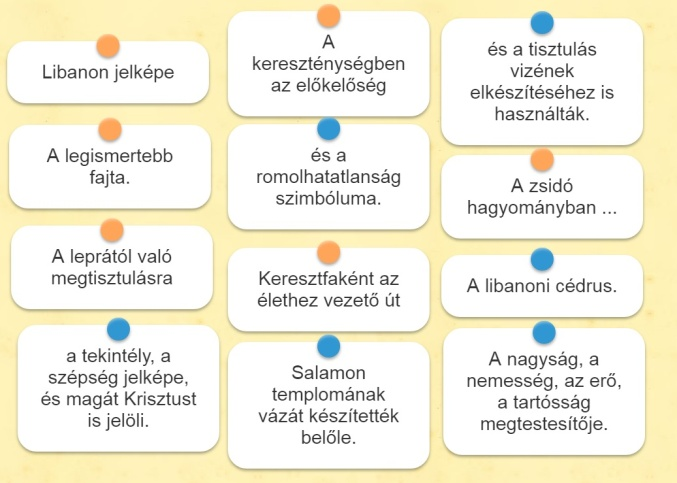 Libanon jelképe
A
kereszténységben
az előkelőség
és a tisztulás
vizének
elkészítéséhez is
használták.
A legismertebb
fajta.
és a
romolhatatlanság
szimbóluma.
A zsidó
hagyományban ...
A leprától való
megtisztulásra
Keresztfaként az
élethez vezető út
A libanoni cédrus.
a tekintély, a
szépség jelképe,
és magát Krisztust
is jelöli.
Salamon
templomának
vázát készítették
belőle.
A nagyság, a
nemesség, az erő,
a tartósság
megtestesítője.